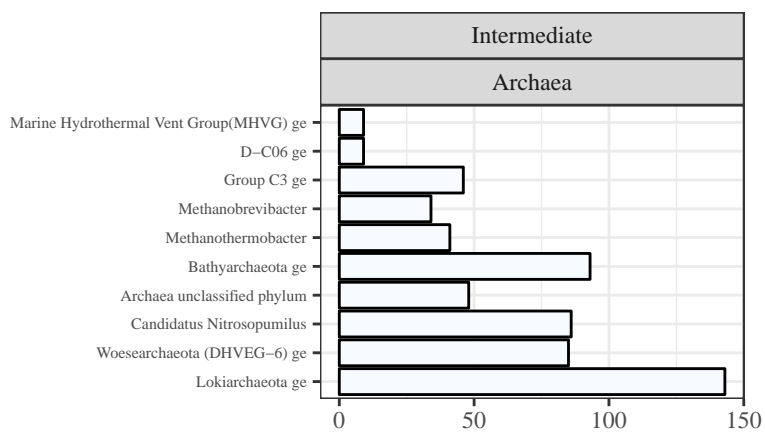 Intermediate
Archaea
Marine Hydrothermal Vent Group(MHVG) ge
D−C06 ge
Group C3 ge
Methanobrevibacter
Methanothermobacter
Bathyarchaeota ge
Archaea unclassified phylum
Candidatus Nitrosopumilus
Woesearchaeota (DHVEG−6) ge
Lokiarchaeota ge
0 50 100 150